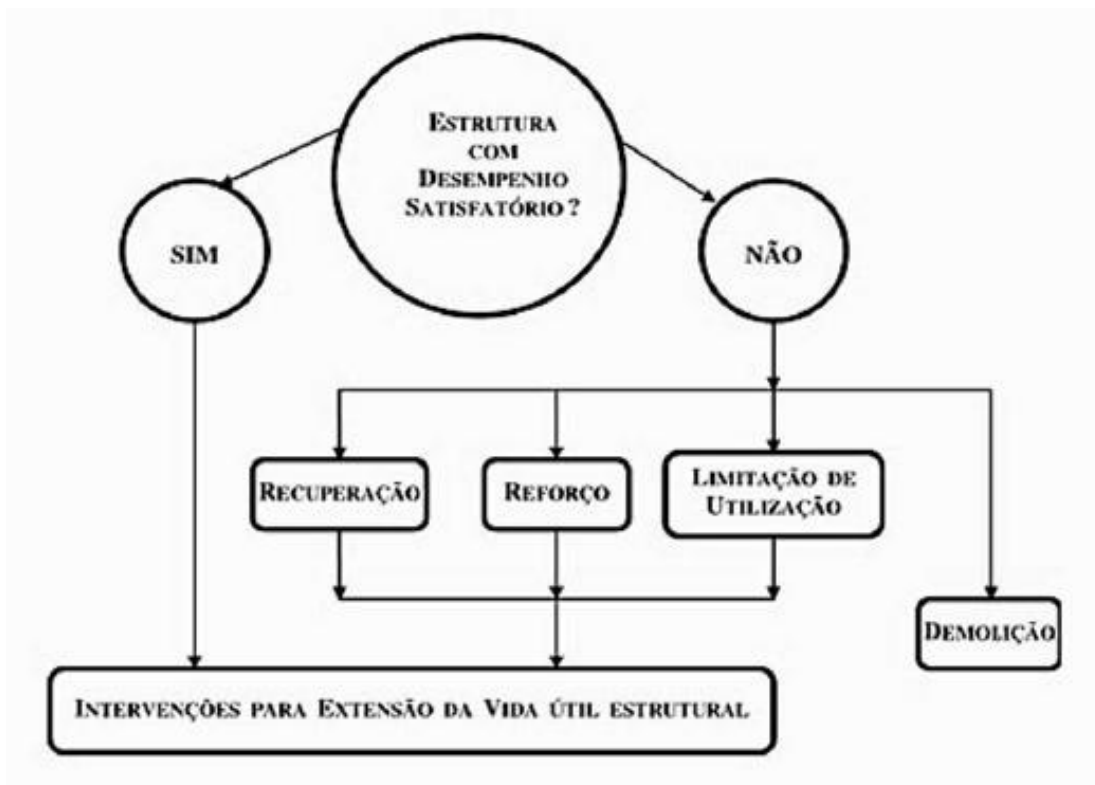 ESTRUTURA
COM
DESEMPENHO
SATISFATÓRIO?
SIM
NÃO
RECUPERAÇÃO
REFORÇO
LIMITAÇÃO DE
UTILIZAÇÃO
DEMOLIÇÃO
INTERVENÇÕES PARA EXTENSÃO DA VIDA ÚTIL ESTRUTURAL